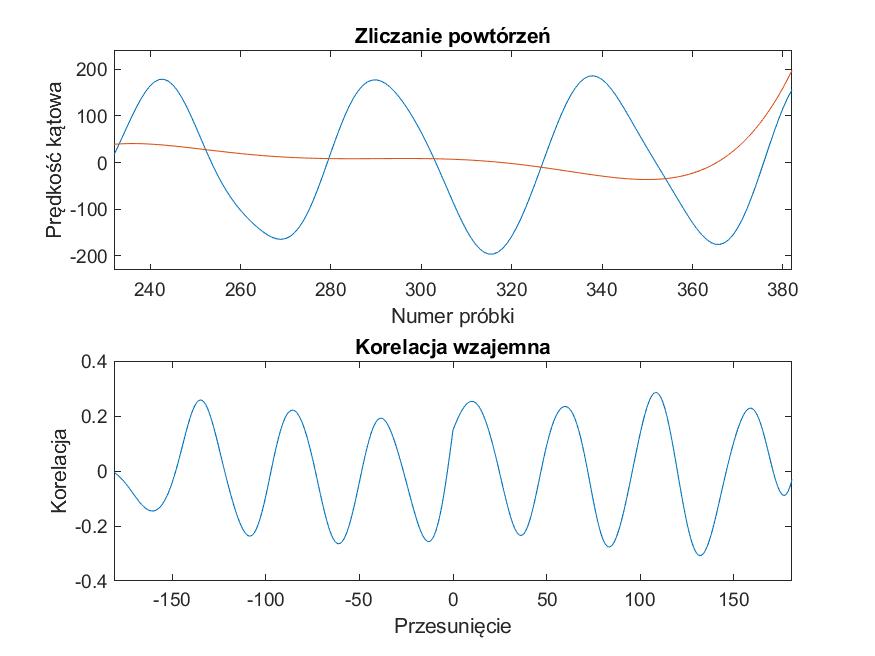 Zliczanie powtórzeń
200
100
0
-100
-200
Prędkość kątowa
240 260 280 300 320 340 360 380
Numer próbki
Korelacja wzajemna
0.4
0.2
0
-0.2
-0.4
Korelacja
-150 -100 -50 0 50 100 150
Przesunięcie